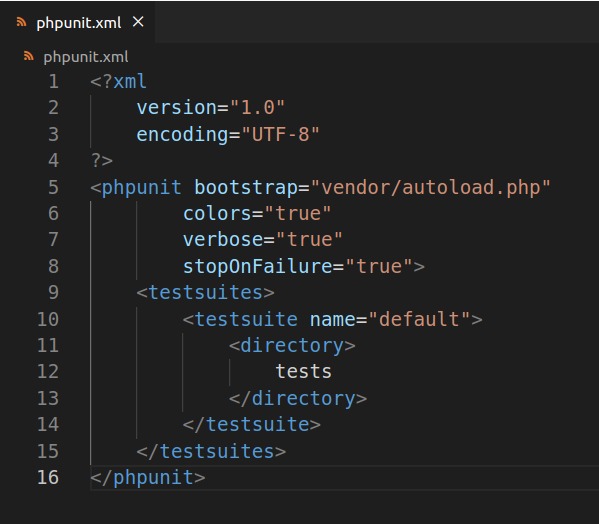 phpunit.xml
phpunit.xml
1 <?xml
2     version="1.0"
3     encoding="UTF-8"
4 ?>
5 <phpunit bootstrap="vendor/autoload.php"
6         colors="true"
7         verbose="true"
8         stopOnFailure="true">
9     <testsuites>
10         <testsuite name="default">
11             <directory>
12                 tests
13             </directory>
14         </testsuite>
15     </testsuites>
16 </phpunit>